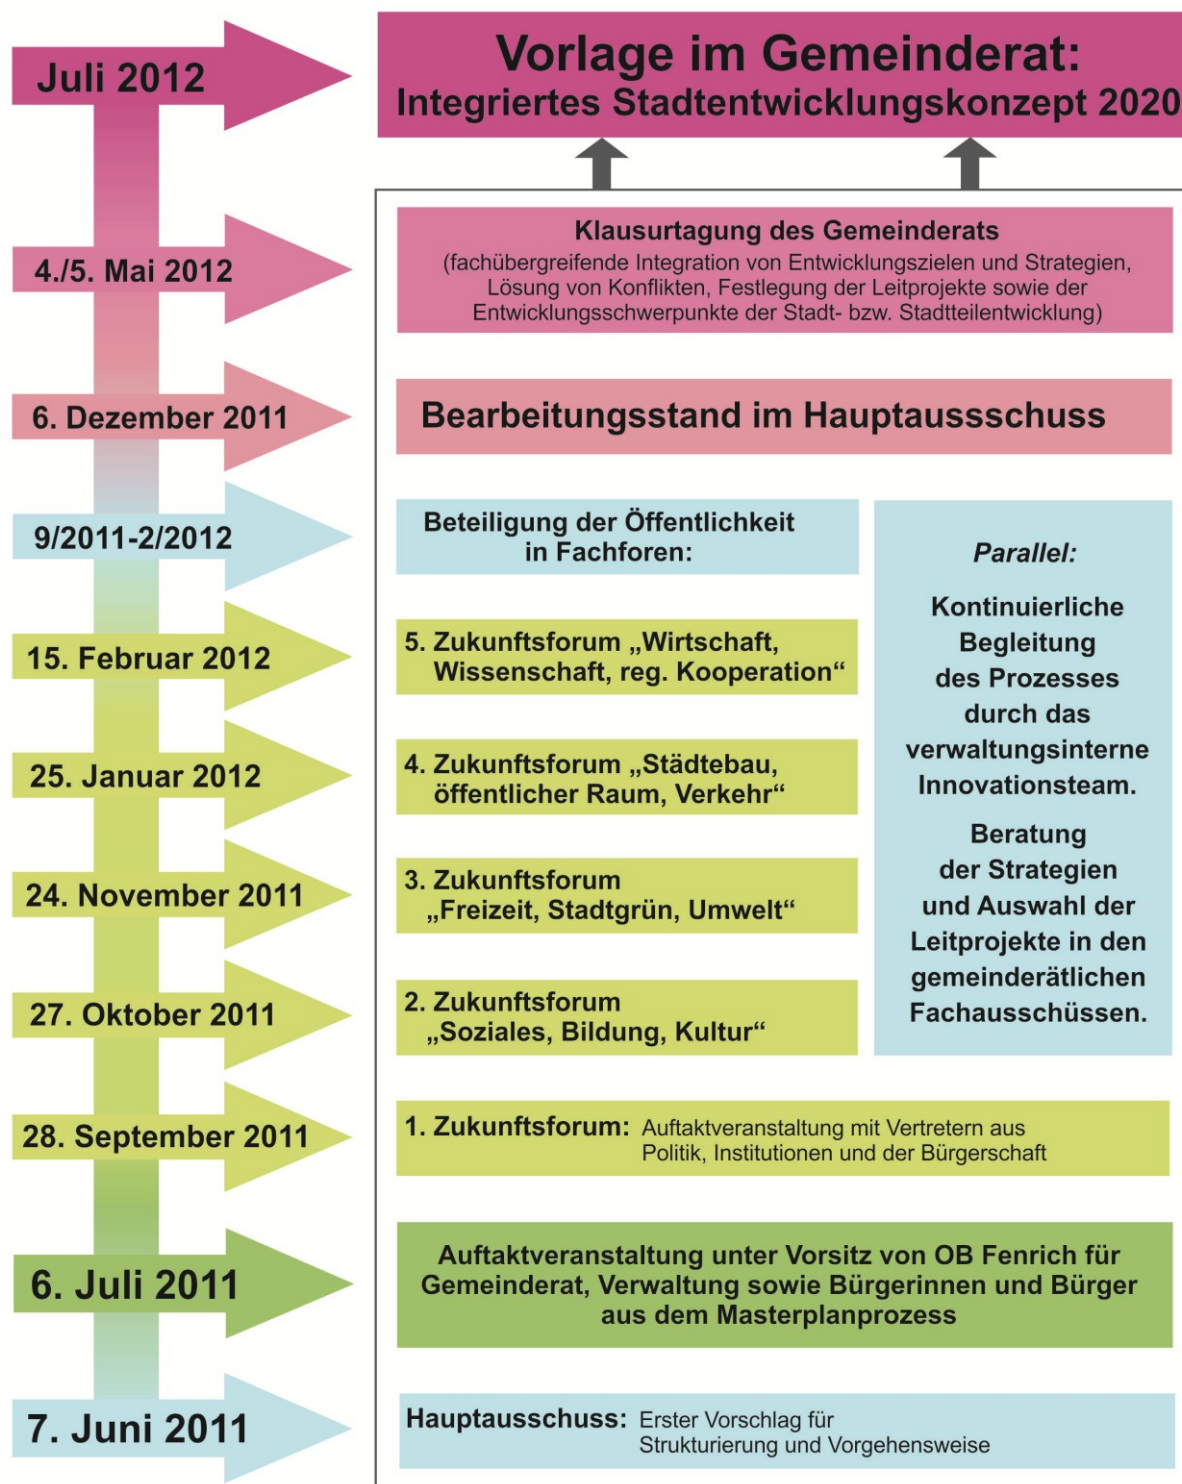 Juli 2012
Vorlage im Gemeinderat:
Integriertes Stadtentwicklungskonzept 2020
4./5. Mai 2012
Klausurtagung des Gemeinderats
(fachübergreifende Integration von Entwicklungszielen und Strategien,
Lösung von Konflikten, Festlegung der Leitprojekte sowie der
Entwicklungsschwerpunkte der Stadt- bzw. Stadtteilentwicklung)
6. Dezember 2011
Bearbeitungsstand im Hauptaussschuss
9/2011-2/2012
Beteiligung der Öffentlichkeit
in Fachforen:
15. Februar 2012
5. Zukunftsforum „Wirtschaft,
Wissenschaft, reg. Kooperation“
25. Januar 2012
4. Zukunftsforum „Städtebau,
öffentlicher Raum, Verkehr“
24. November 2011
3. Zukunftsforum
„Freizeit, Stadtgrün, Umwelt“
27. Oktober 2011
2. Zukunftsforum
„Soziales, Bildung, Kultur“
Parallel:
Kontinuierliche
Begleitung
des Prozesses
durch das
verwaltungsinterne
Innovationsteam.
Beratung
der Strategien
und Auswahl der
Leitprojekte in den
gemeinderätlichen
Fachausschüssen.
28. September 2011
1. Zukunftsforum: Auftaktveranstaltung mit Vertretern aus
Politik, Institutionen und der Bürgerschaft
6. Juli 2011
Auftaktveranstaltung unter Vorsitz von OB Fenrich für
Gemeinderat, Verwaltung sowie Bürgerinnen und Bürger
aus dem Masterplanprozess
7. Juni 2011
Hauptausschuss: Erster Vorschlag für
Strukturierung und Vorgehensweise